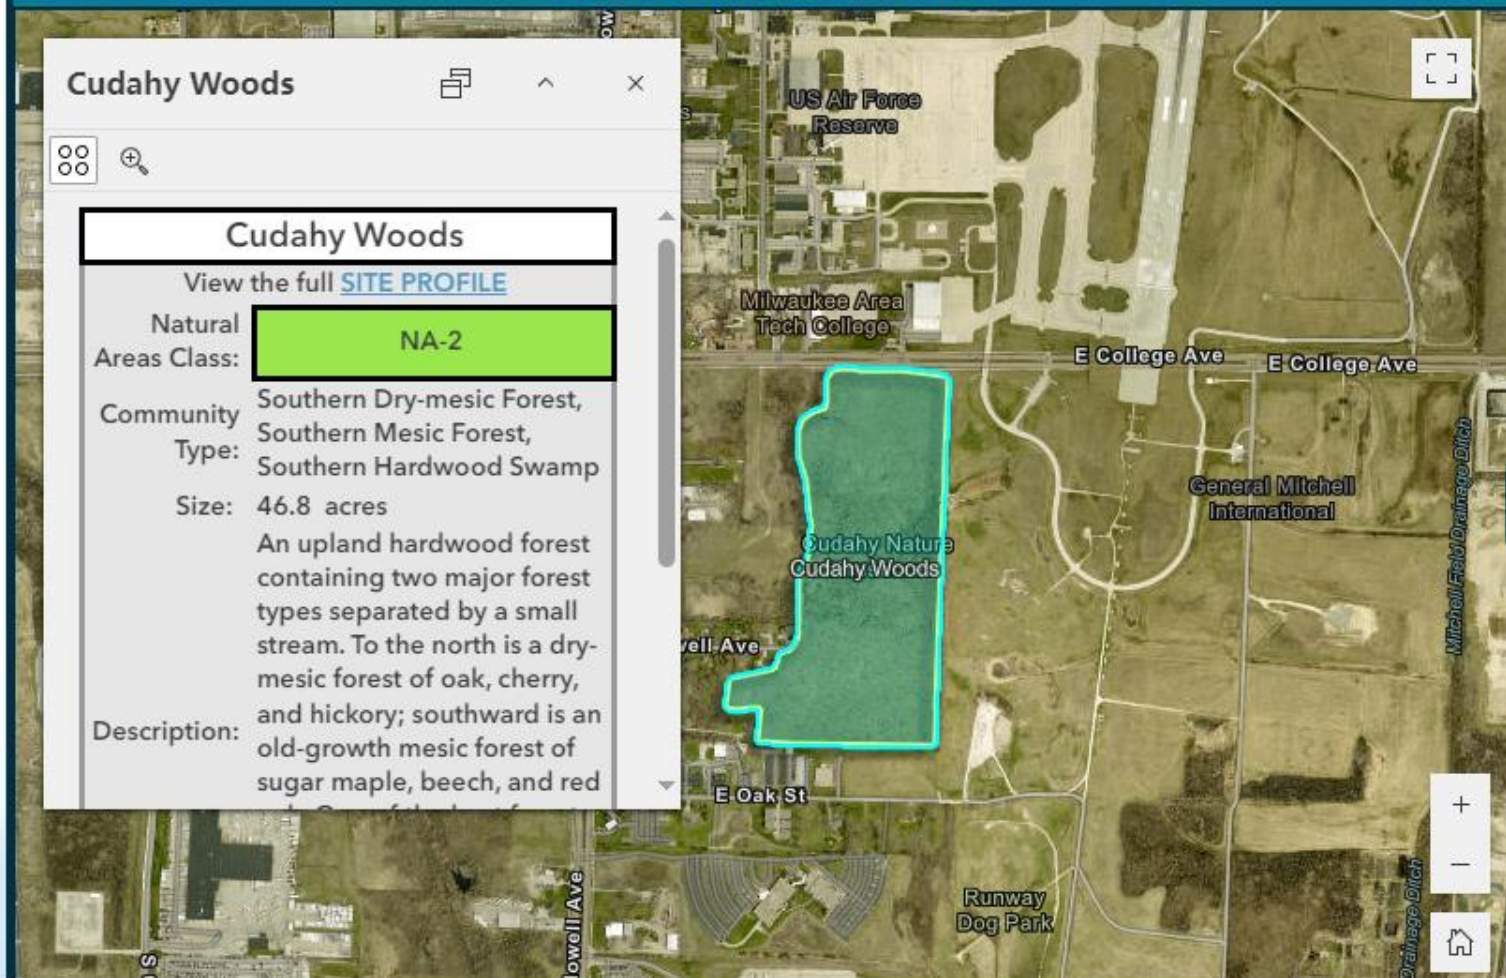 Cudahy Woods
Cudahy Woods
View the full SITE PROFILE
Natural
Areas Class:
NA-2
Community
Type:
Southern Dry-mesic Forest,
Southern Mesic Forest,
Southern Hardwood Swamp
Size:
46.8 acres
Description:
An upland hardwood forest
containing two major forest
types separated by a small
stream. To the north is a dry-
mesic forest of oak, cherry,
and hickory; southward is an
old-growth mesic forest of
sugar maple, beech, and red
US Air Force
Reserve
Milwaukee Area
Tech College
E College Ave
E College Ave
General Mitchell
International
Cudahy Nature
Cudahy Woods
well Ave
Mitchell Field Drainage Ditch
E Oak St
Runway
Dog Park
Howell Ave
rainage Ditch
S